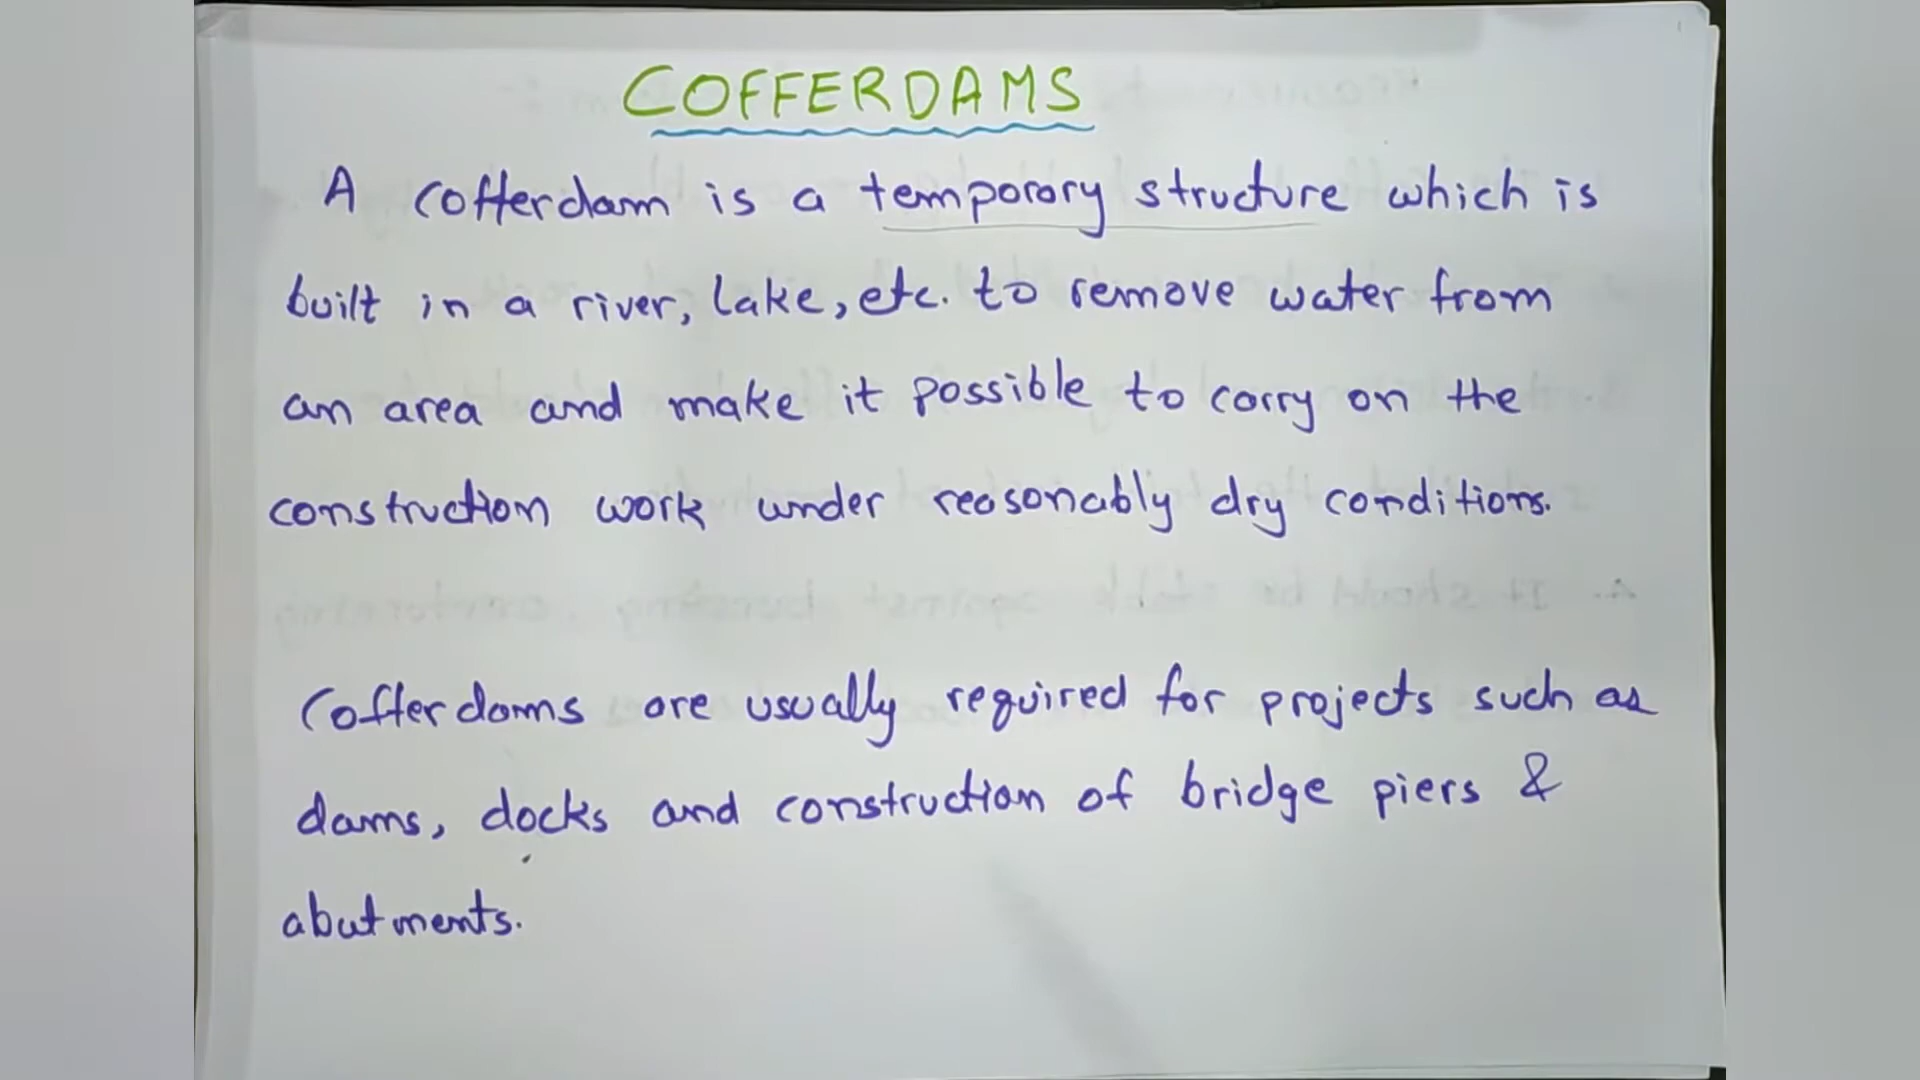 COFFERDAMS
A cofferdam is a temporary structure which is
built in a river, lake, etc. to remove water from
an area and make it possible to carry on the
construction work under reasonably dry conditions.
Cofferdams are usually required for projects such as
dams, docks and construction of bridge piers &
abutments.